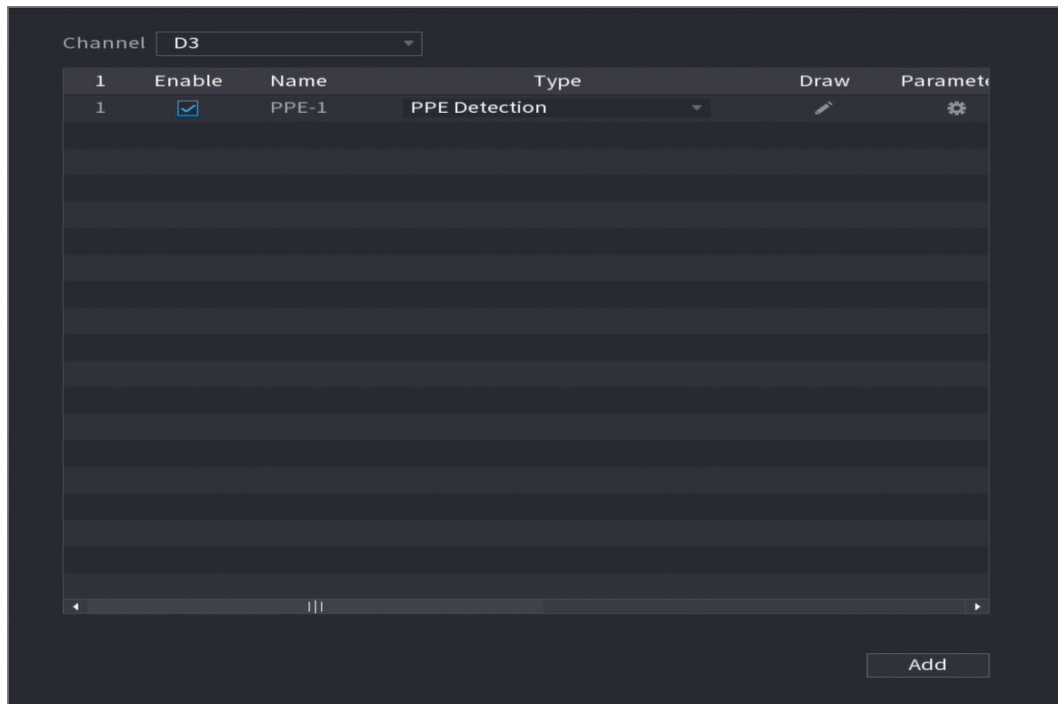 Channel D3
1 Enable Name Type Draw Paramete
1 PPE-1 PPE Detection
Add